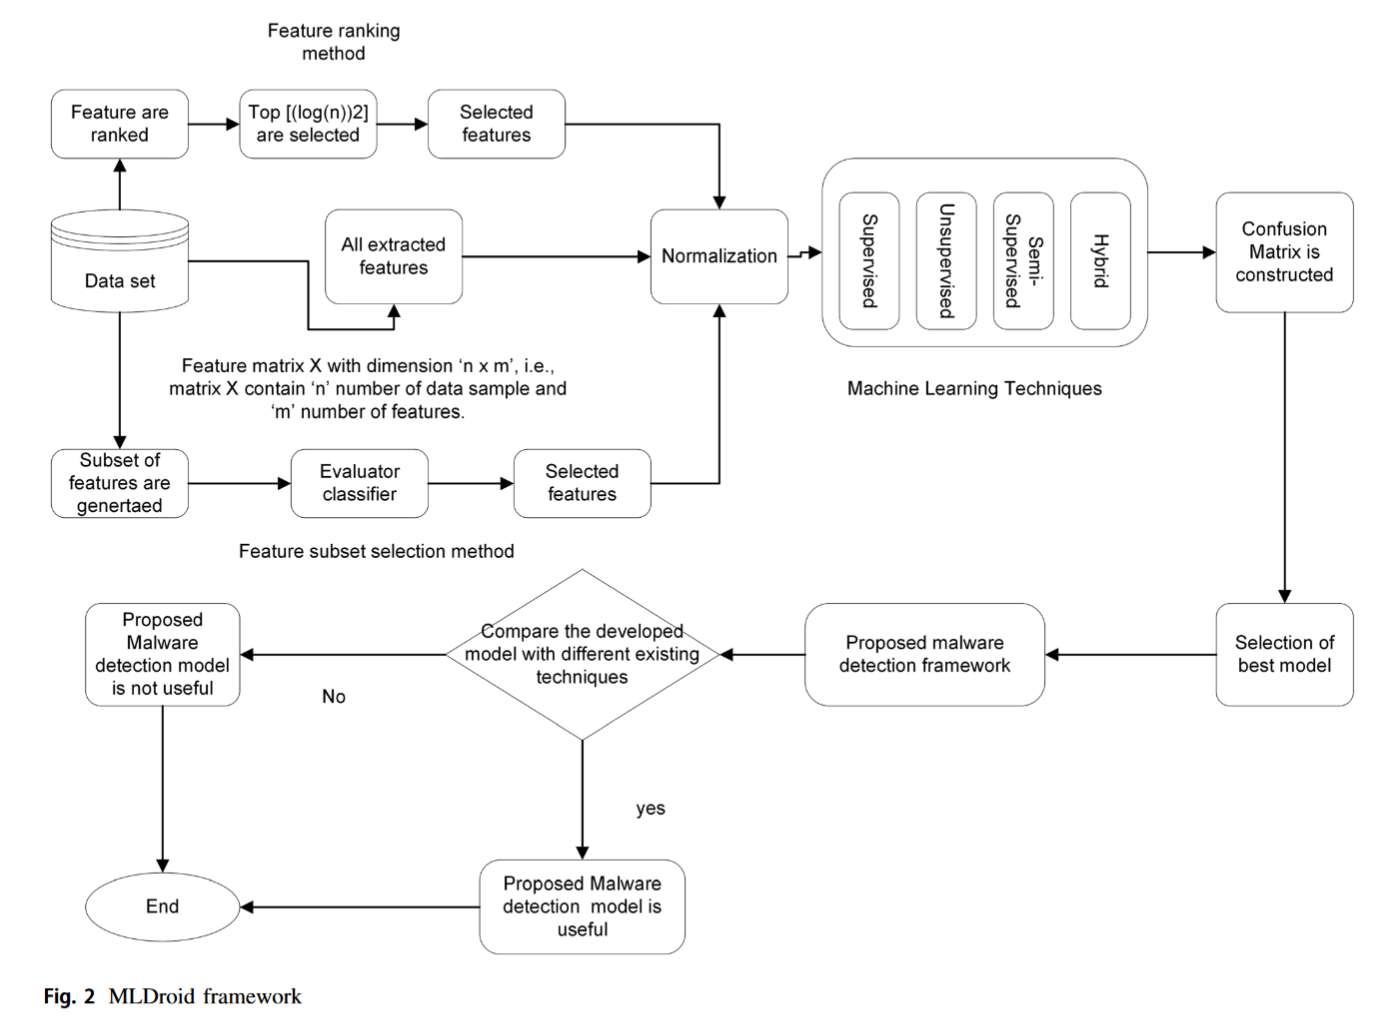 Feature ranking
method
Feature are
ranked
Top [(log(n))2]
are selected
Selected
features
Data set
All extracted
features
Normalization
Supervised
Unsupervised
Semi-
Supervised
Hybrid
Confusion
Matrix is
constructed
Feature matrix X with dimension ‘n x m’, i.e.,
matrix X contain ‘n’ number of data sample and
‘m’ number of features.
Machine Learning Techniques
Subset of
features are
genertaed
Evaluator
classifier
Selected
features
Feature subset selection method
Proposed
Malware
detection model
is not useful
No
Compare the developed
model with different existing
techniques
Proposed malware
detection framework
Selection of
best model
yes
End
Proposed Malware
detection model is
useful
Fig. 2 MLDroid framework